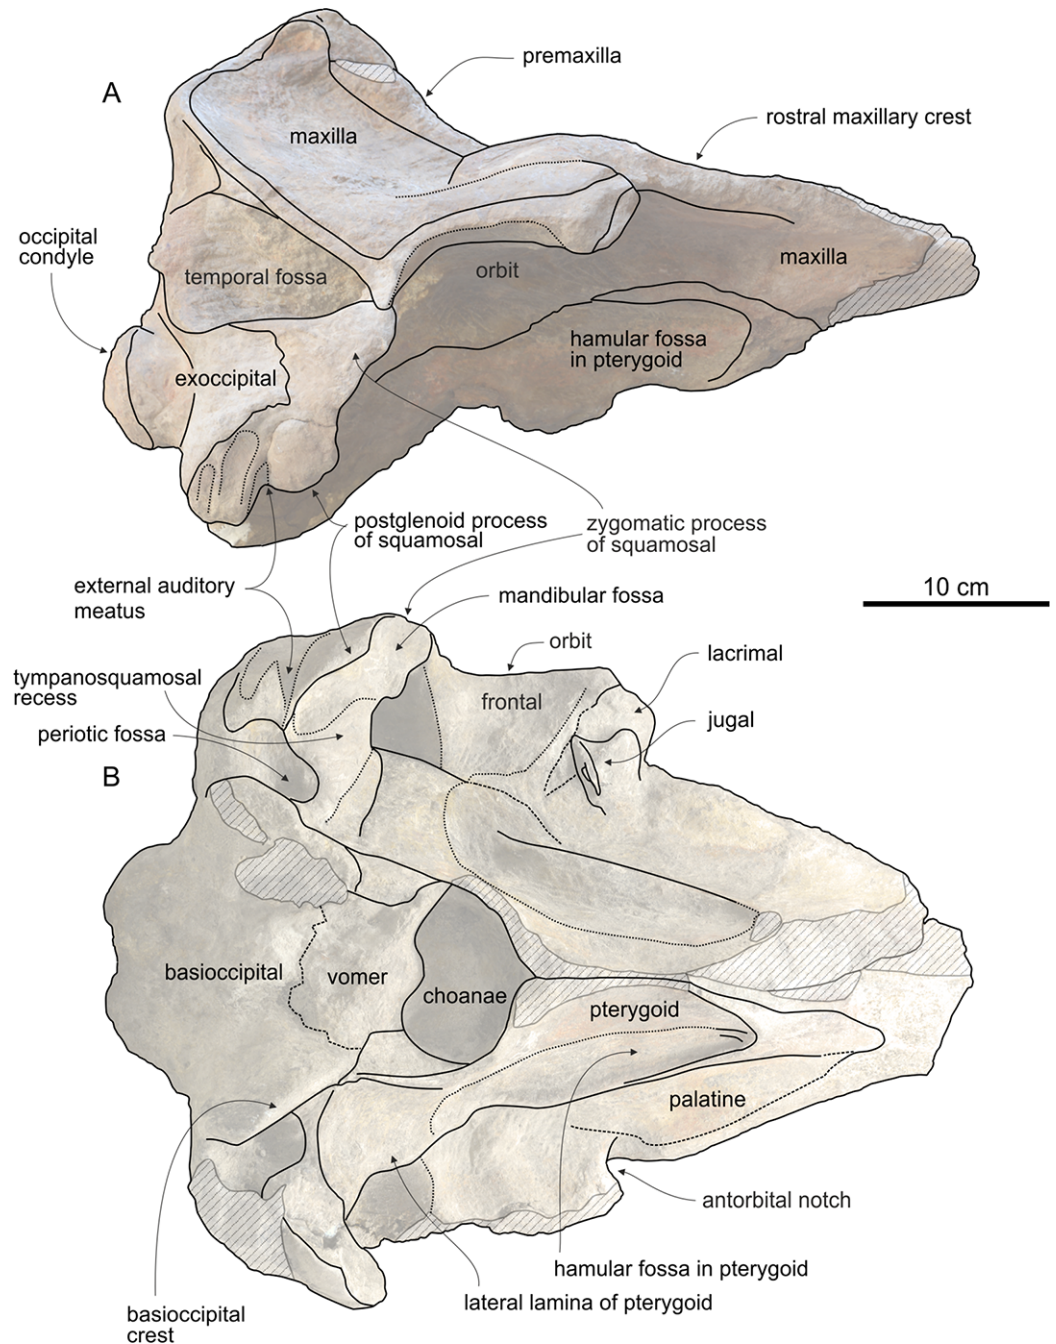 premaxilla
A
rostral maxillary crest
maxilla
occipital
condyle
temporal fossa
orbit
maxilla
hamular fossa
in pterygoid
exoccipital
postglenoid process
of squamosal
zygomatic process
of squamosal
external auditory
meatus
10 cm
mandibular fossa
orbit
lacrimal
tympanosquamosal
recess
frontal
jugal
periotic fossa
B
basioccipital
vomer
choanae
pterygoid
palatine
antorbital notch
hamular fossa in pterygoid
lateral lamina of pterygoid
basioccipital
crest